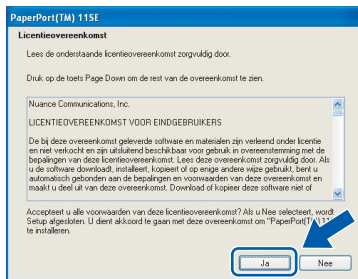 PaperPort(TM) 11SE
Licentieovereenkomst
Lees de onderstaande licentieovereenkomst zorgvuldig door.
Druk op de toets Page Down om de rest van de overeenkomst te zien.
Nuance Communications, Inc.
LICENTIEOVEREENKOMST VOOR EINDGEBRUIKERS
De bij deze overeenkomst geleverde software en materialen zijn verleend onder licentie
en niet verkocht en zijn uitsluitend beschikbaar voor gebruik in overeenstemming met de
bepalingen van deze licentieovereenkomst. Lees deze overeenkomst zorgvuldig door. Als
u de software downloadt, installeert, kopieert of op enige andere wijze gebruikt, bent u
automatisch gebonden aan de bepalingen en voorwaarden van deze overeenkomst en
maakt u deel uit van deze overeenkomst. Download of kopieer deze software niet of
Accepteert u alle voorwaarden van deze licentieovereenkomst? Als u Nee selecteert, wordt
Setup afgesloten. U dient akkoord te gaan met deze overeenkomst om "PaperPort(TM) 11
te installeren.
Ja
Nee